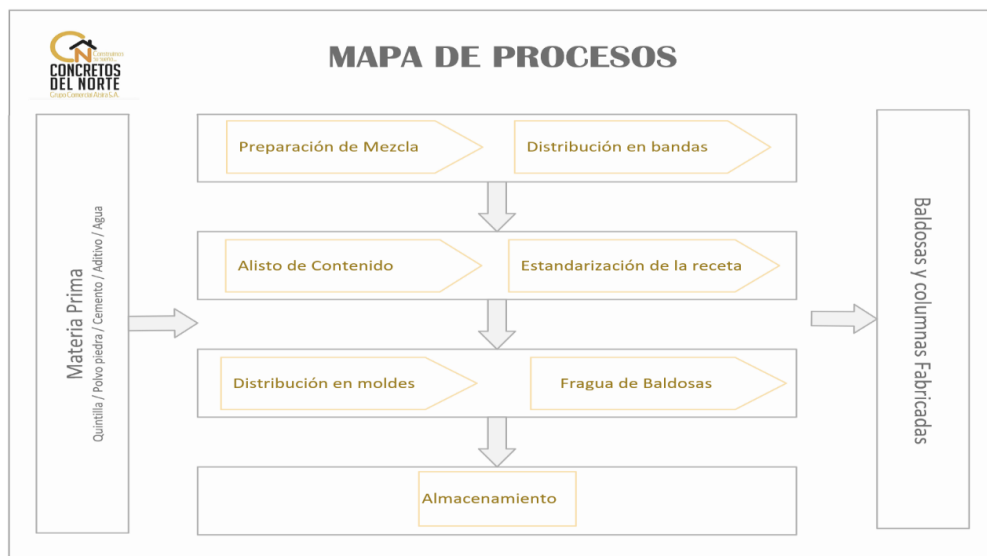 MAPA DE PROCESOS
CONCRETOS
DEL NORTE
Materia Prima
Quintilla / Polvo piedra / Cemento / Aditivo / Agua
Preparación de Mezcla
Distribución en bandas
Alisto de Contenido
Estandarización de la receta
Distribución en moldes
Fragua de Baldosas
Almacenamiento
Baldosas y columnas Fabricadas